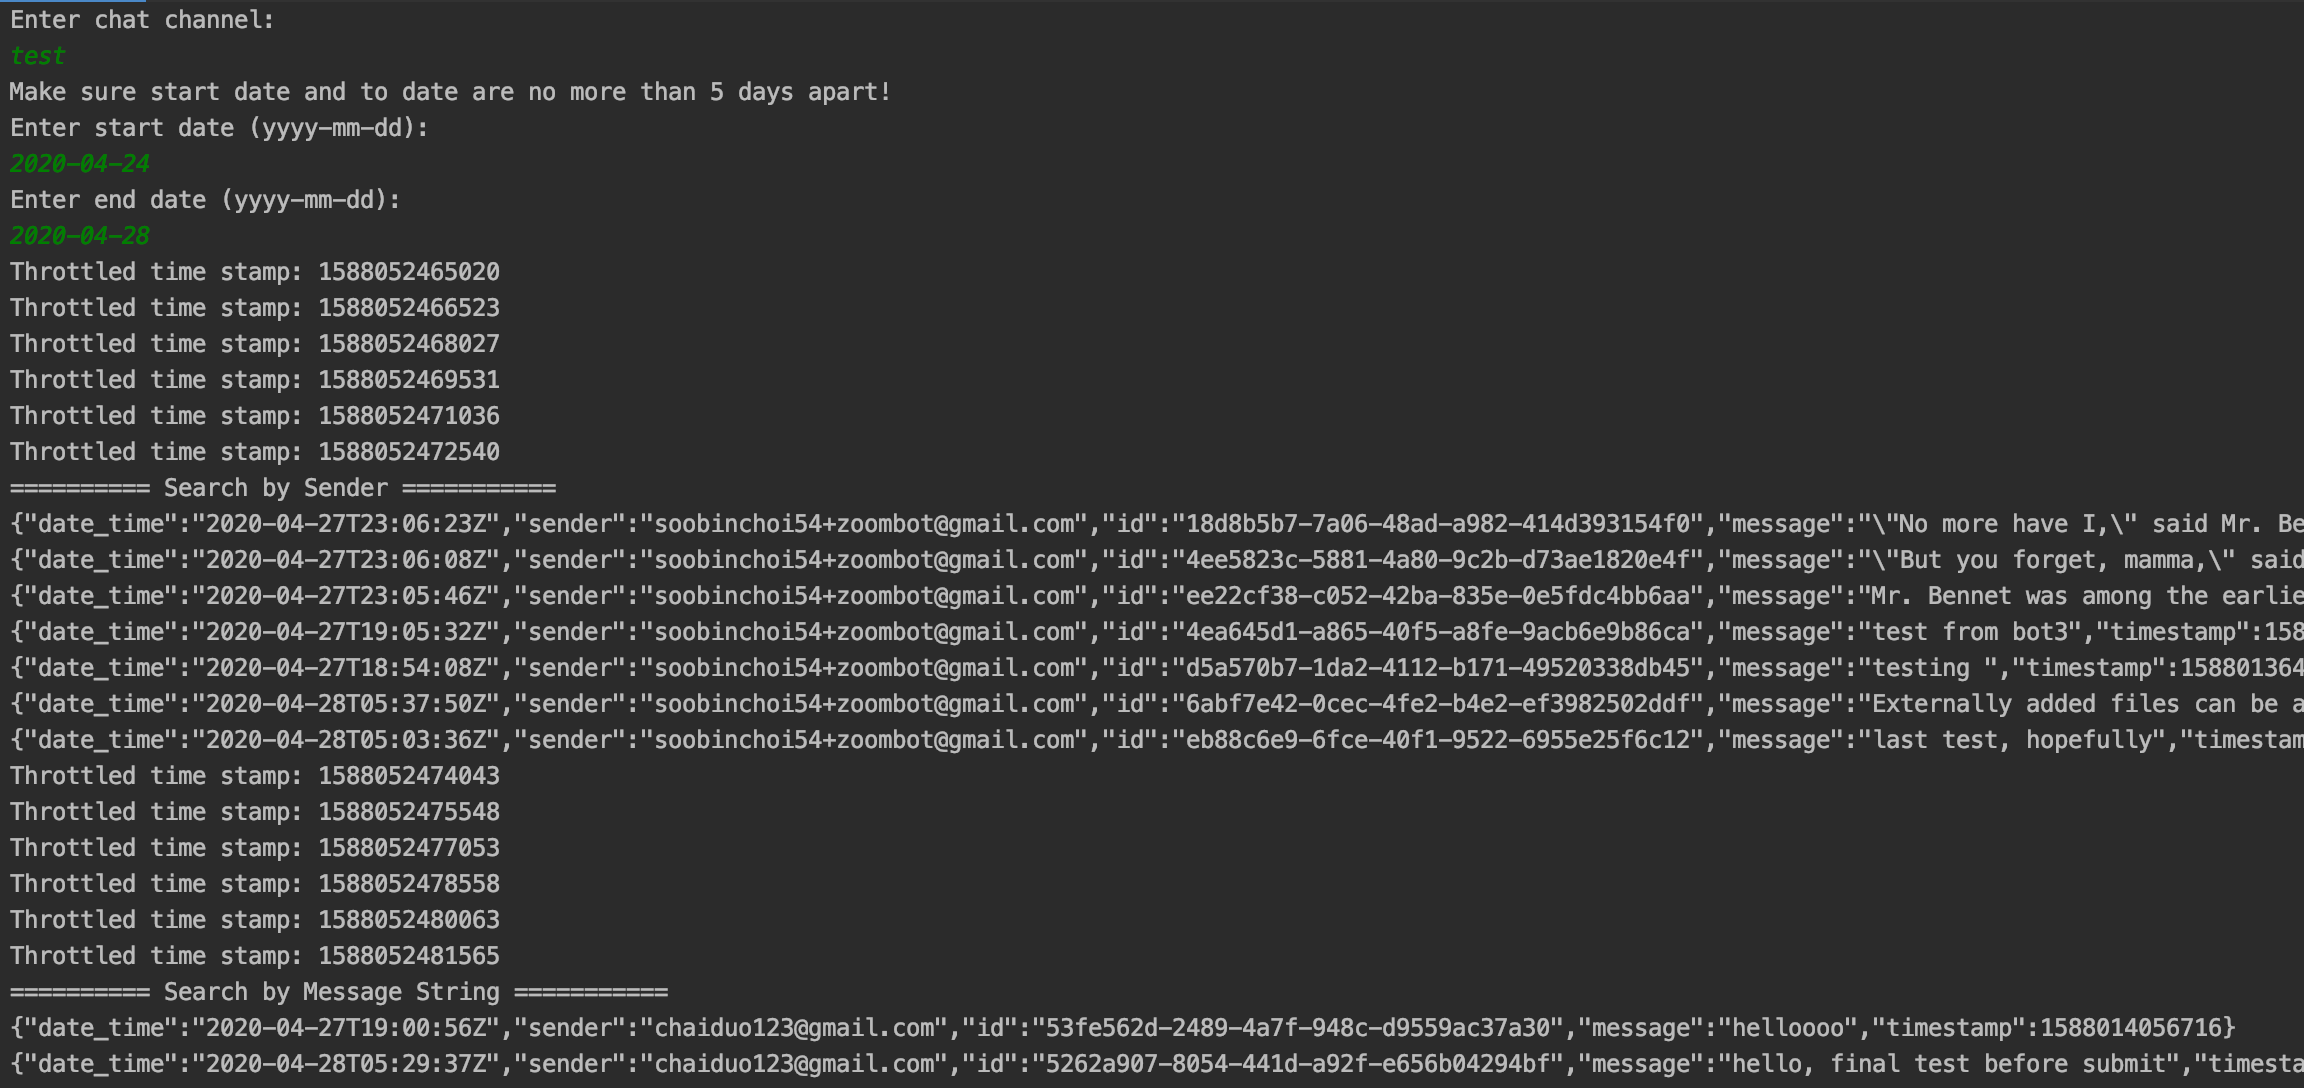 Enter chat channel:
test
Make sure start date and to date are no more than 5 days apart!
Enter start date (yyyy-mm-dd):
2020-04-24
Enter end date (yyyy-mm-dd):
2020-04-28
Throttled time stamp: 1588052465020
Throttled time stamp: 1588052466523
Throttled time stamp: 1588052468027
Throttled time stamp: 1588052469531
Throttled time stamp: 1588052471036
Throttled time stamp: 1588052472540
========== Search by Sender ===========
{"date_time":"2020-04-27T23:06:23Z","sender":"soobinchoi54+zoombot@gmail.com","id":"18d8b5b7-7a06-48ad-a982-414d393154f0","message":"\"No more have I,\" said Mr. Be
{"date_time":"2020-04-27T23:06:08Z","sender":"soobinchoi54+zoombot@gmail.com","id":"4ee5823c-5881-4a80-9c2b-d73ae1820e4f","message":"\"But you forget, mamma,\" said
{"date_time":"2020-04-27T23:05:46Z","sender":"soobinchoi54+zoombot@gmail.com","id":"ee22cf38-c052-42ba-835e-0e5fdc4bb6aa","message":"Mr. Bennet was among the earlie
{"date_time":"2020-04-27T19:05:32Z","sender":"soobinchoi54+zoombot@gmail.com","id":"4ea645d1-a865-40f5-a8fe-9acb6e9b86ca","message":"test from bot3","timestamp":158
{"date_time":"2020-04-27T18:54:08Z","sender":"soobinchoi54+zoombot@gmail.com","id":"d5a570b7-1da2-4112-b171-49520338db45","message":"testing ","timestamp":158801364
{"date_time":"2020-04-28T05:37:50Z","sender":"soobinchoi54+zoombot@gmail.com","id":"6abf7e42-0cec-4fe2-b4e2-ef3982502ddf","message":"Externally added files can be a
{"date_time":"2020-04-28T05:03:36Z","sender":"soobinchoi54+zoombot@gmail.com","id":"eb88c6e9-6fce-40f1-9522-6955e25f6c12","message":"last test, hopefully","timestam
Throttled time stamp: 1588052474043
Throttled time stamp: 1588052475548
Throttled time stamp: 1588052477053
Throttled time stamp: 1588052478558
Throttled time stamp: 1588052480063
Throttled time stamp: 1588052481565
========== Search by Message String ===========
{"date_time":"2020-04-27T19:00:56Z","sender":"chaiduo123@gmail.com","id":"53fe562d-2489-4a7f-948c-d9559ac37a30","message":"helloooo","timestamp":1588014056716}
{"date_time":"2020-04-28T05:29:37Z","sender":"chaiduo123@gmail.com","id":"5262a907-8054-441d-a92f-e656b04294bf","message":"hello, final test before submit","timesta